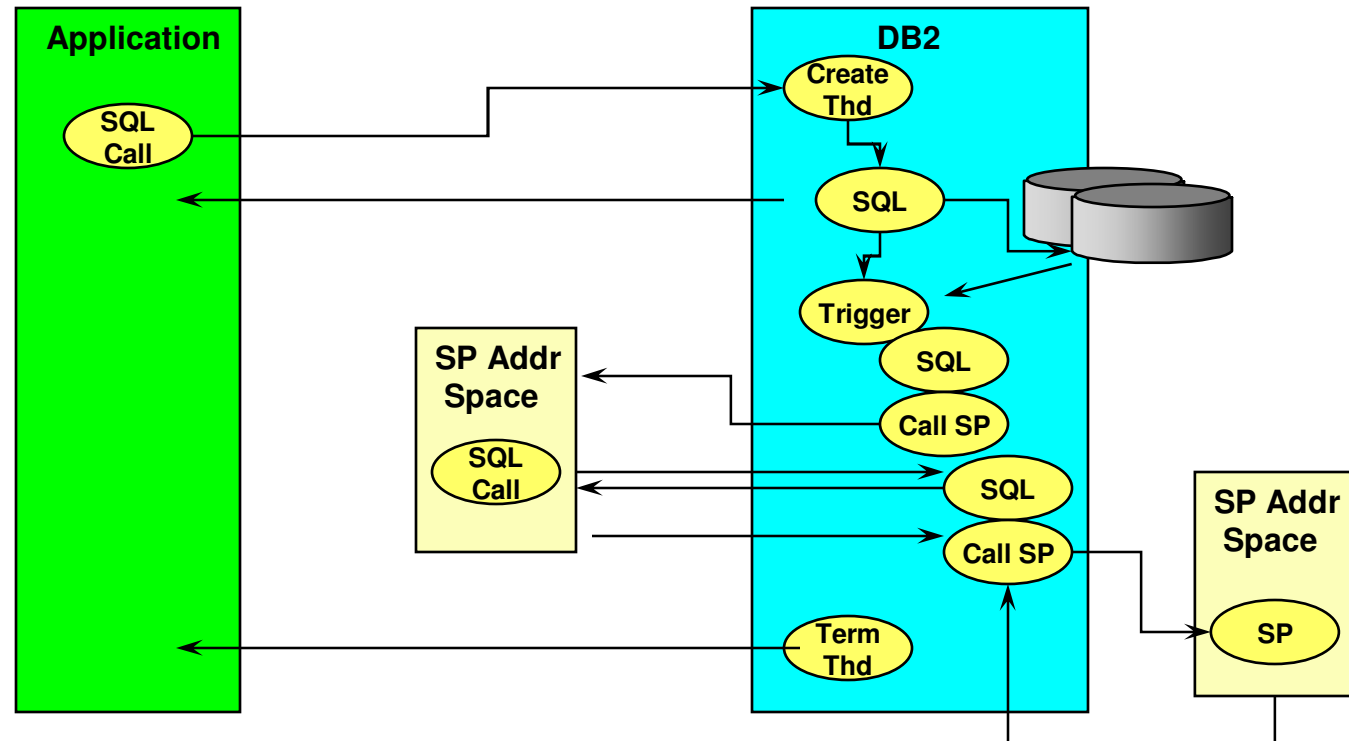 Application
DB2
Create
Thd
SQL
Call
SQL
Trigger
SQL
SP Addr
Space
Call SP
SQL
Call
SQL
SP Addr
Space
Call SP
Term
Thd
SP